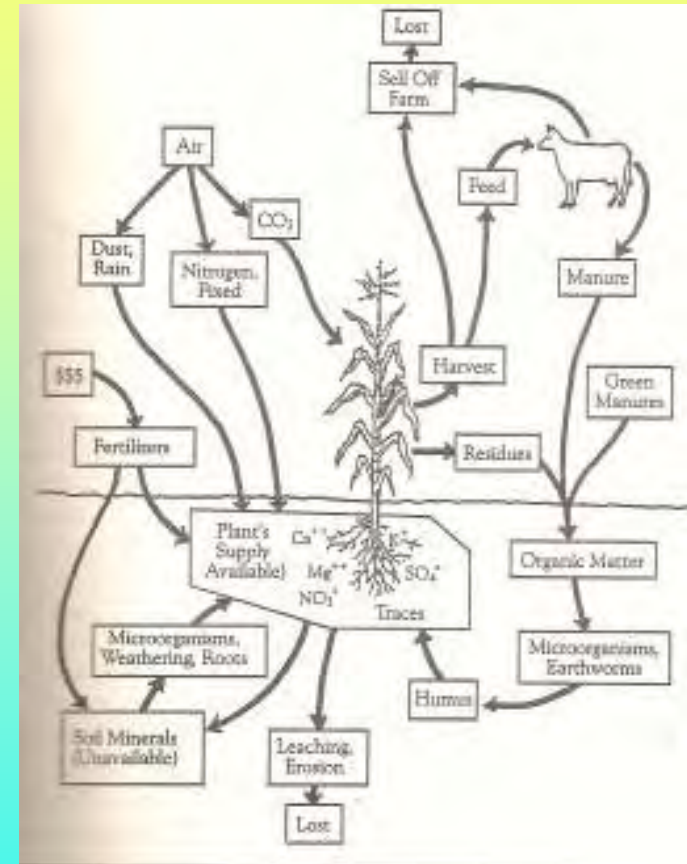 Lost
Sell Off
Farm
Air
Feed
CO₂
Dust,
Rain
Nitrogen,
Fixed
Manure
$$$
Harvest
Green
Manures
Fertilizers
Residues
Plant's
Supply
Available)
Ca⁺⁺
K⁺
Mg⁺⁺
SO₄⁺
NO₃⁺
Traces
Organic Matter
Microorganisms,
Weathering, Roots
Microorganisms,
Earthworms
Humus
Soil Minerals
(Unavailable)
Leaching,
Erosion
Lost